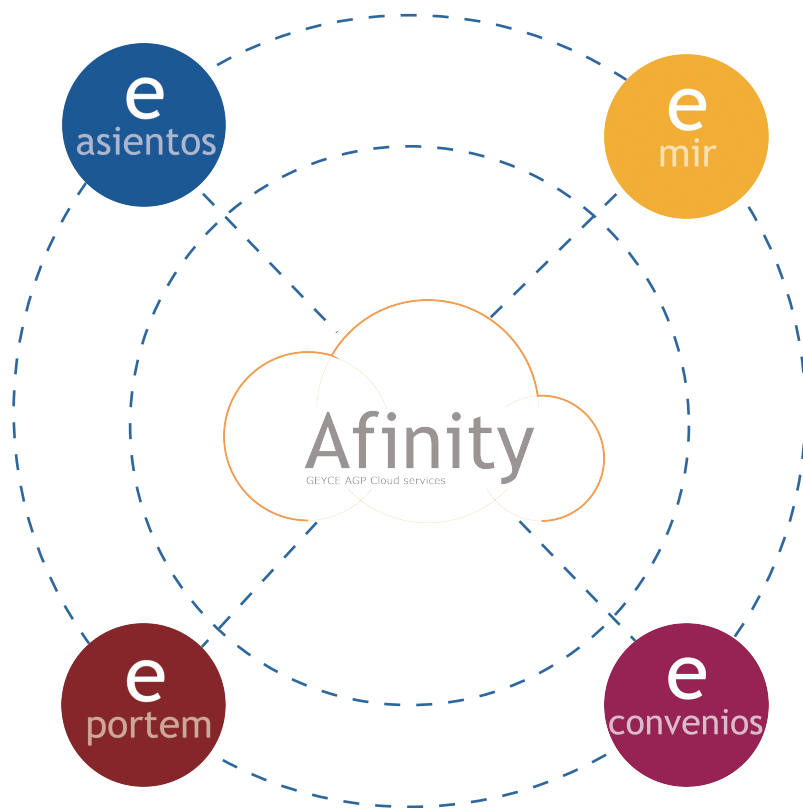 e
asientos
e
mir
Afinity
GEYCE AGP Cloud services
e
portem
e
convenios